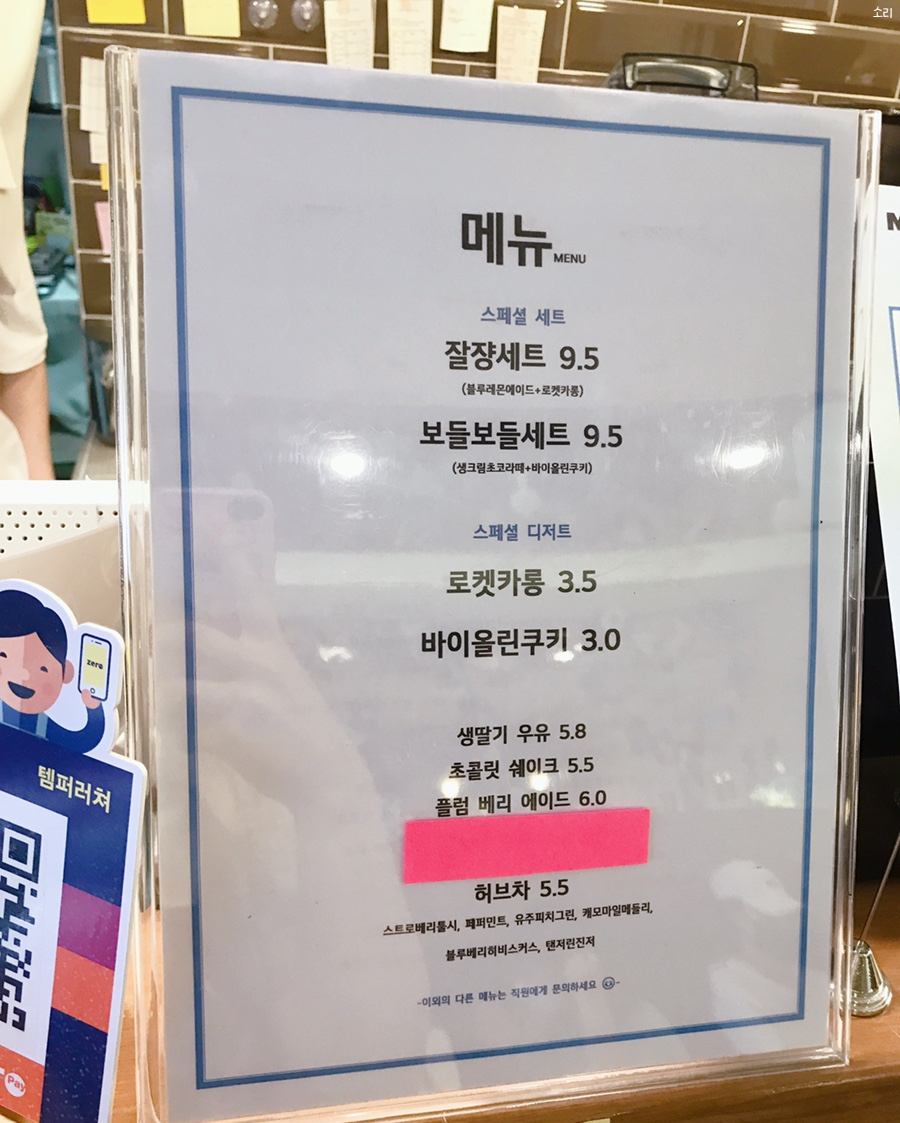 소리
메뉴 MENU
스페셜 세트
잘쟝세트 9.5
(블루레몬에이드+로켓카롱)
보들보들세트 9.5
(생크림초코라떼+바이올린쿠키)
스페셜 디저트
로켓카롱 3.5
바이올린쿠키 3.0
생딸기 우유 5.8
초콜릿 쉐이크 5.5
플럼 베리 에이드 6.0
허브차 5.5
스트로베리톨시, 페퍼민트, 유주피치그린, 캐모마일메들리,
블루베리히비스커스, 탠저린진저
-이외의 다른 메뉴는 직원에게 문의하세요
zero
템퍼러쳐
Pay